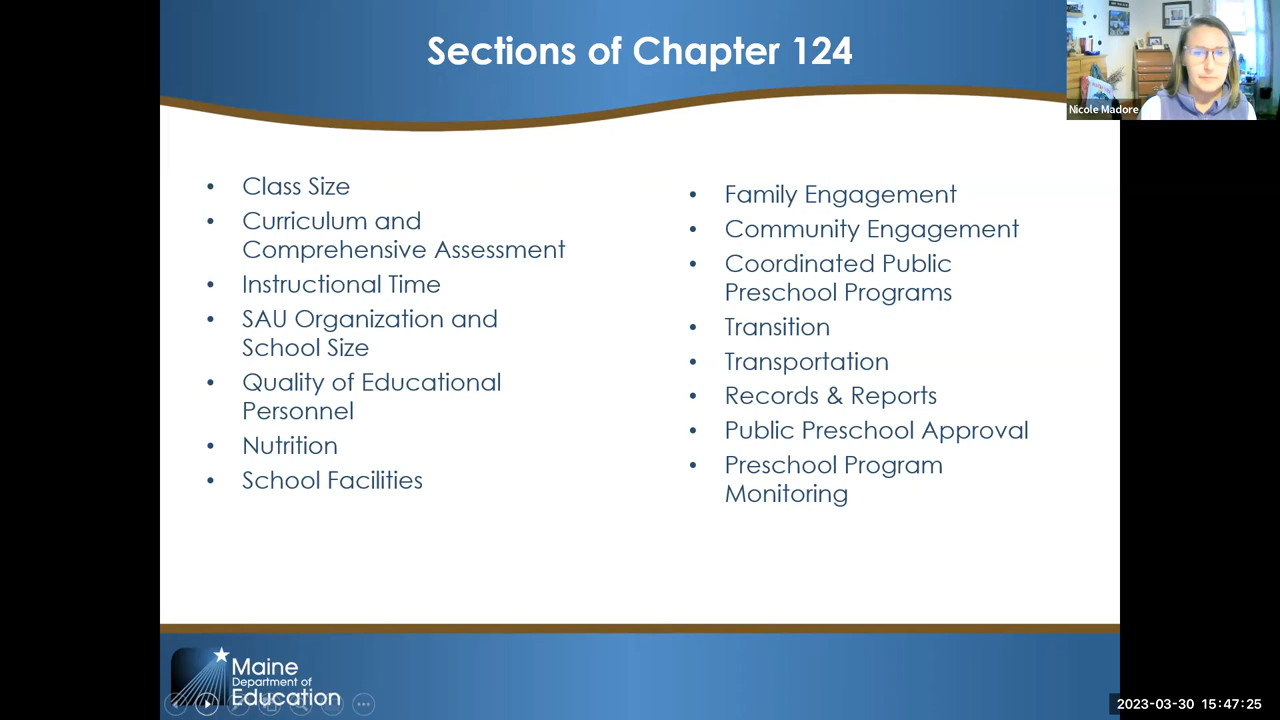 Sections of Chapter 124
Nicole Madore
• Class Size
• Curriculum and
Comprehensive Assessment
• Instructional Time
• SAU Organization and
School Size
• Quality of Educational
Personnel
• Nutrition
• School Facilities
• Family Engagement
• Community Engagement
• Coordinated Public
Preschool Programs
• Transition
• Transportation
• Records & Reports
• Public Preschool Approval
• Preschool Program
Monitoring
Maine
Department of
Education
2023-03-30 15:47:25